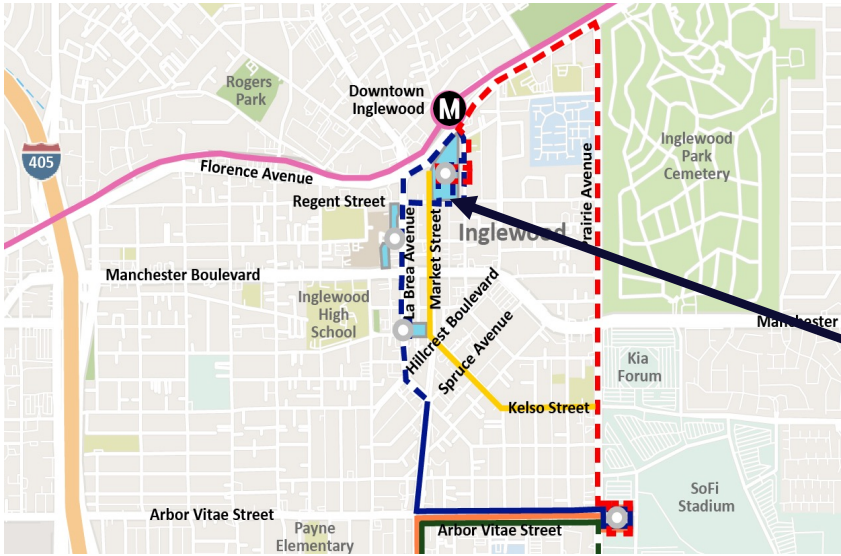 Rogers
Park
Downtown
Inglewood
M
405
Florence Avenue
Inglewood
Park
Cemetery
Regent Street
Prairie Avenue
Inglewood
La Brea Avenue
Market Street
Manchester Boulevard
Inglewood
High
School
Hillcrest Boulevard
Spruce Avenue
Manchester
Kia
Forum
Kelso Street
SoFi
Stadium
Arbor Vitae Street
Arbor Vitae Street
Payne
Elementary